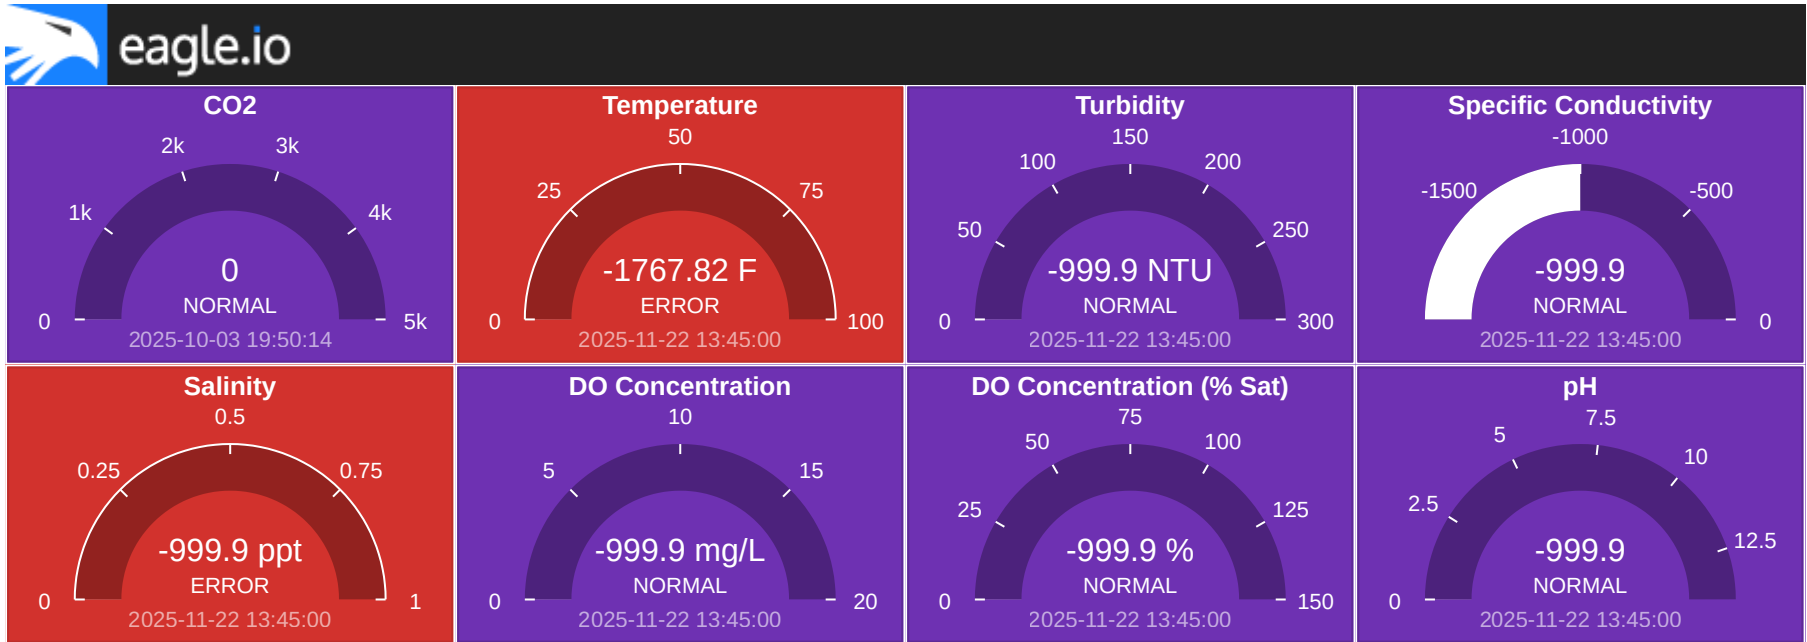 eagle.io
CO2
2k
3k
1k
4k
0
NORMAL
0
5k
2025-10-03 19:50:14
Temperature
50
25
75
-1767.82 F
ERROR
0
100
2025-11-22 13:45:00
Turbidity
150
100
200
50
250
-999.9 NTU
NORMAL
0
300
2025-11-22 13:45:00
Specific Conductivity
-1000
-1500
-500
-999.9
NORMAL
0
2025-11-22 13:45:00
Salinity
0.5
0.25
0.75
-999.9 ppt
ERROR
0
1
2025-11-22 13:45:00
DO Concentration
10
5
15
-999.9 mg/L
NORMAL
0
20
2025-11-22 13:45:00
DO Concentration (% Sat)
75
50
100
25
125
-999.9 %
NORMAL
0
150
2025-11-22 13:45:00
pH
7.5
5
10
2.5
12.5
-999.9
NORMAL
0
2025-11-22 13:45:00